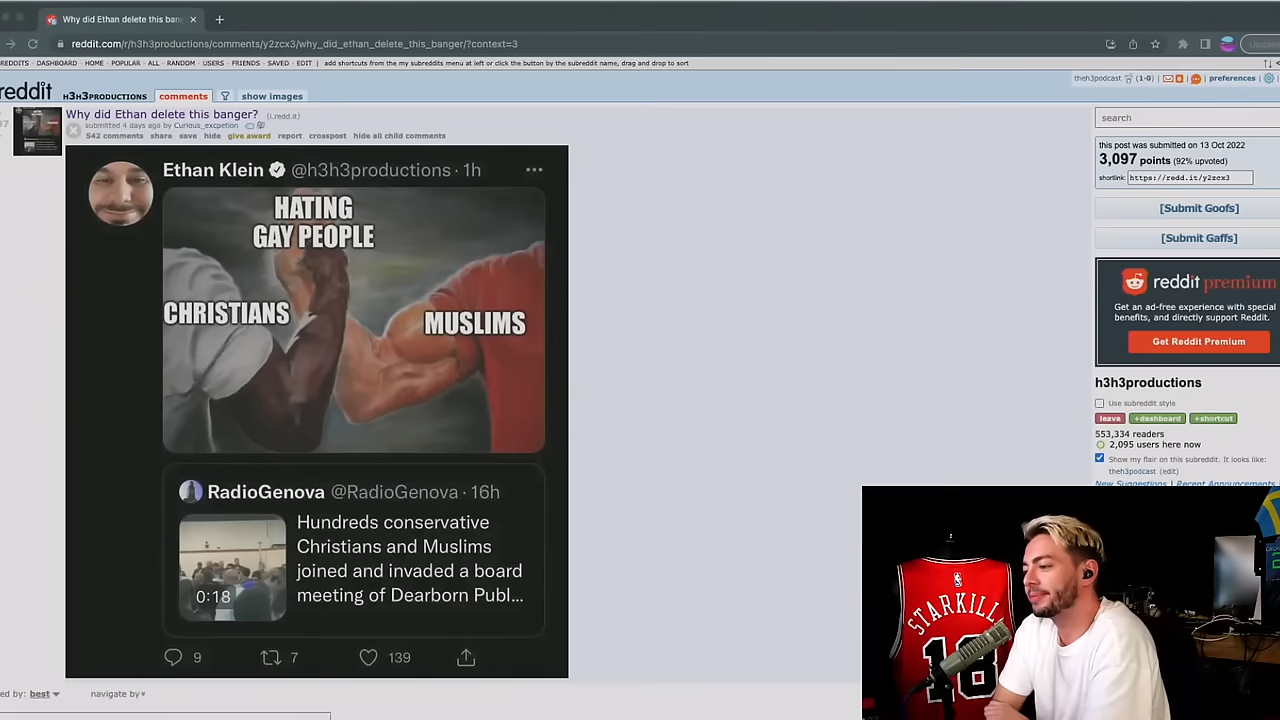 Why did Ethan delete this bang
reddit.com/r/h3h3productions/comments/y2zcx3/why_did_ethan_delete_this_banger/?context=3
REDDITS - DASHBOARD - HOME - POPULAR - ALL - RANDOM - USERS - FRIENDS - SAVED - EDIT | add shortcuts from the my subreddits menu at left or click the button by the subreddit name, drag and drop to sort
reddit H3H3PRODUCTIONS comments show images
theh3podcast (1·0) preferences
Why did Ethan delete this banger? (i.redd.it)
submitted 4 days ago by Curious_excpetion
542 comments share save hide give award report crosspost hide all child comments
Ethan Klein @h3h3productions · 1h
HATING
GAY PEOPLE
CHRISTIANS
MUSLIMS
RadioGenova @RadioGenova · 16h
Hundreds conservative
Christians and Muslims
joined and invaded a board
meeting of Dearborn Publ...
0:18
9 7 139
ed by: best navigate by
search
this post was submitted on 13 Oct 2022
3,097 points (92% upvoted)
shortlink: https://redd.it/y2zcx3
[Submit Goofs]
[Submit Gaffs]
reddit premium
Get an ad-free experience with special
benefits, and directly support Reddit.
Get Reddit Premium
h3h3productions
Use subreddit style
leave +dashboard +shortcut
553,334 readers
2,095 users here now
Show my flair on this subreddit. It looks like:
theh3podcast (edit)
New Suggestions | Recent Announcements
STARKILL
18